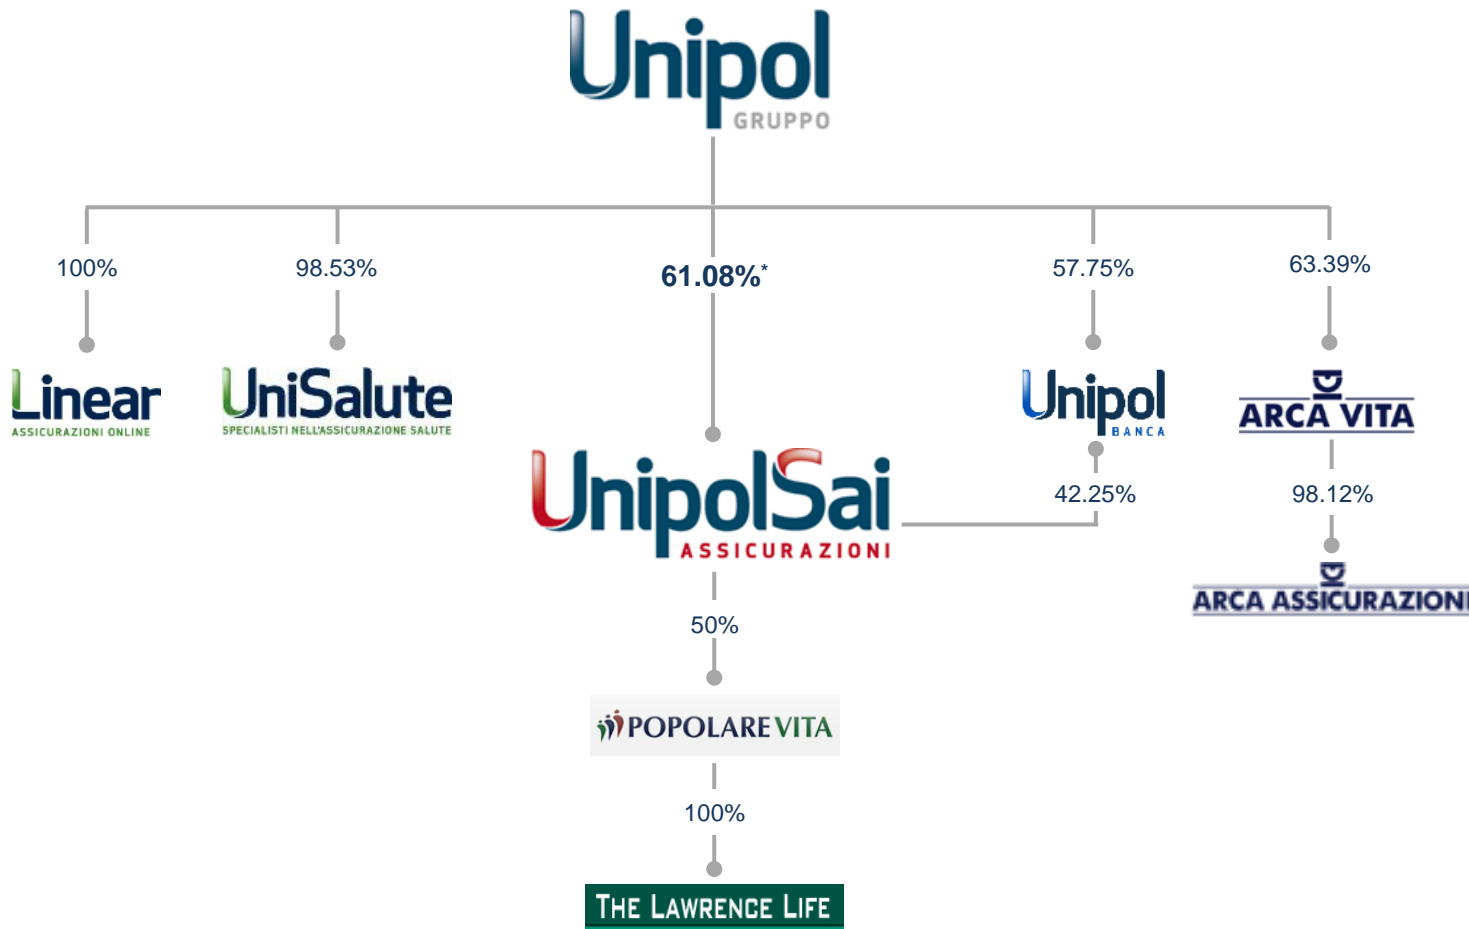 Unipol
GRUPPO
100%
98.53%
61.08%*
57.75%
63.39%
Linear
ASSICURAZIONI ONLINE
UniSalute
SPECIALISTI NELL'ASSICURAZIONE SALUTE
Unipol
BANCA
ARCA VITA
UnipolSai
ASSICURAZIONI
42.25%
98.12%
ARCA ASSICURAZIONI
50%
POPOLARE VITA
100%
THE LAWRENCE LIFE